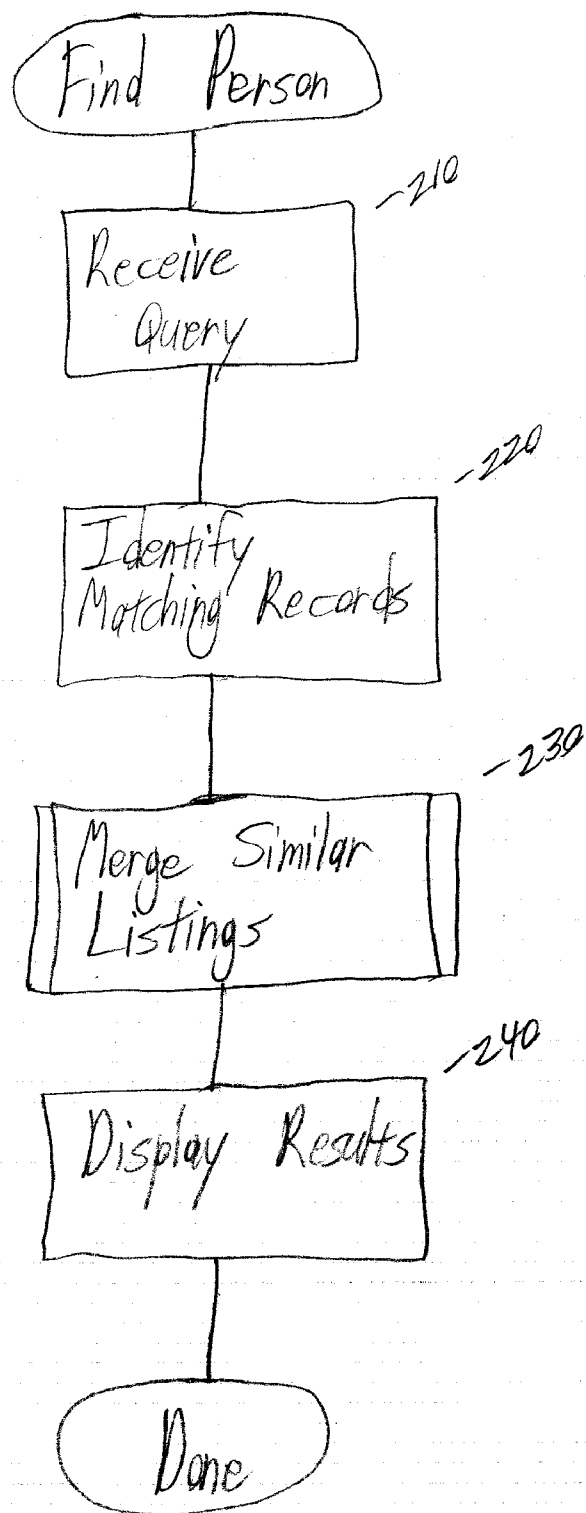 Find Person
-210
Receive
Query
-220
Identify
Matching Records
-230
Merge Similar
Listings
-240
Display Results
Done